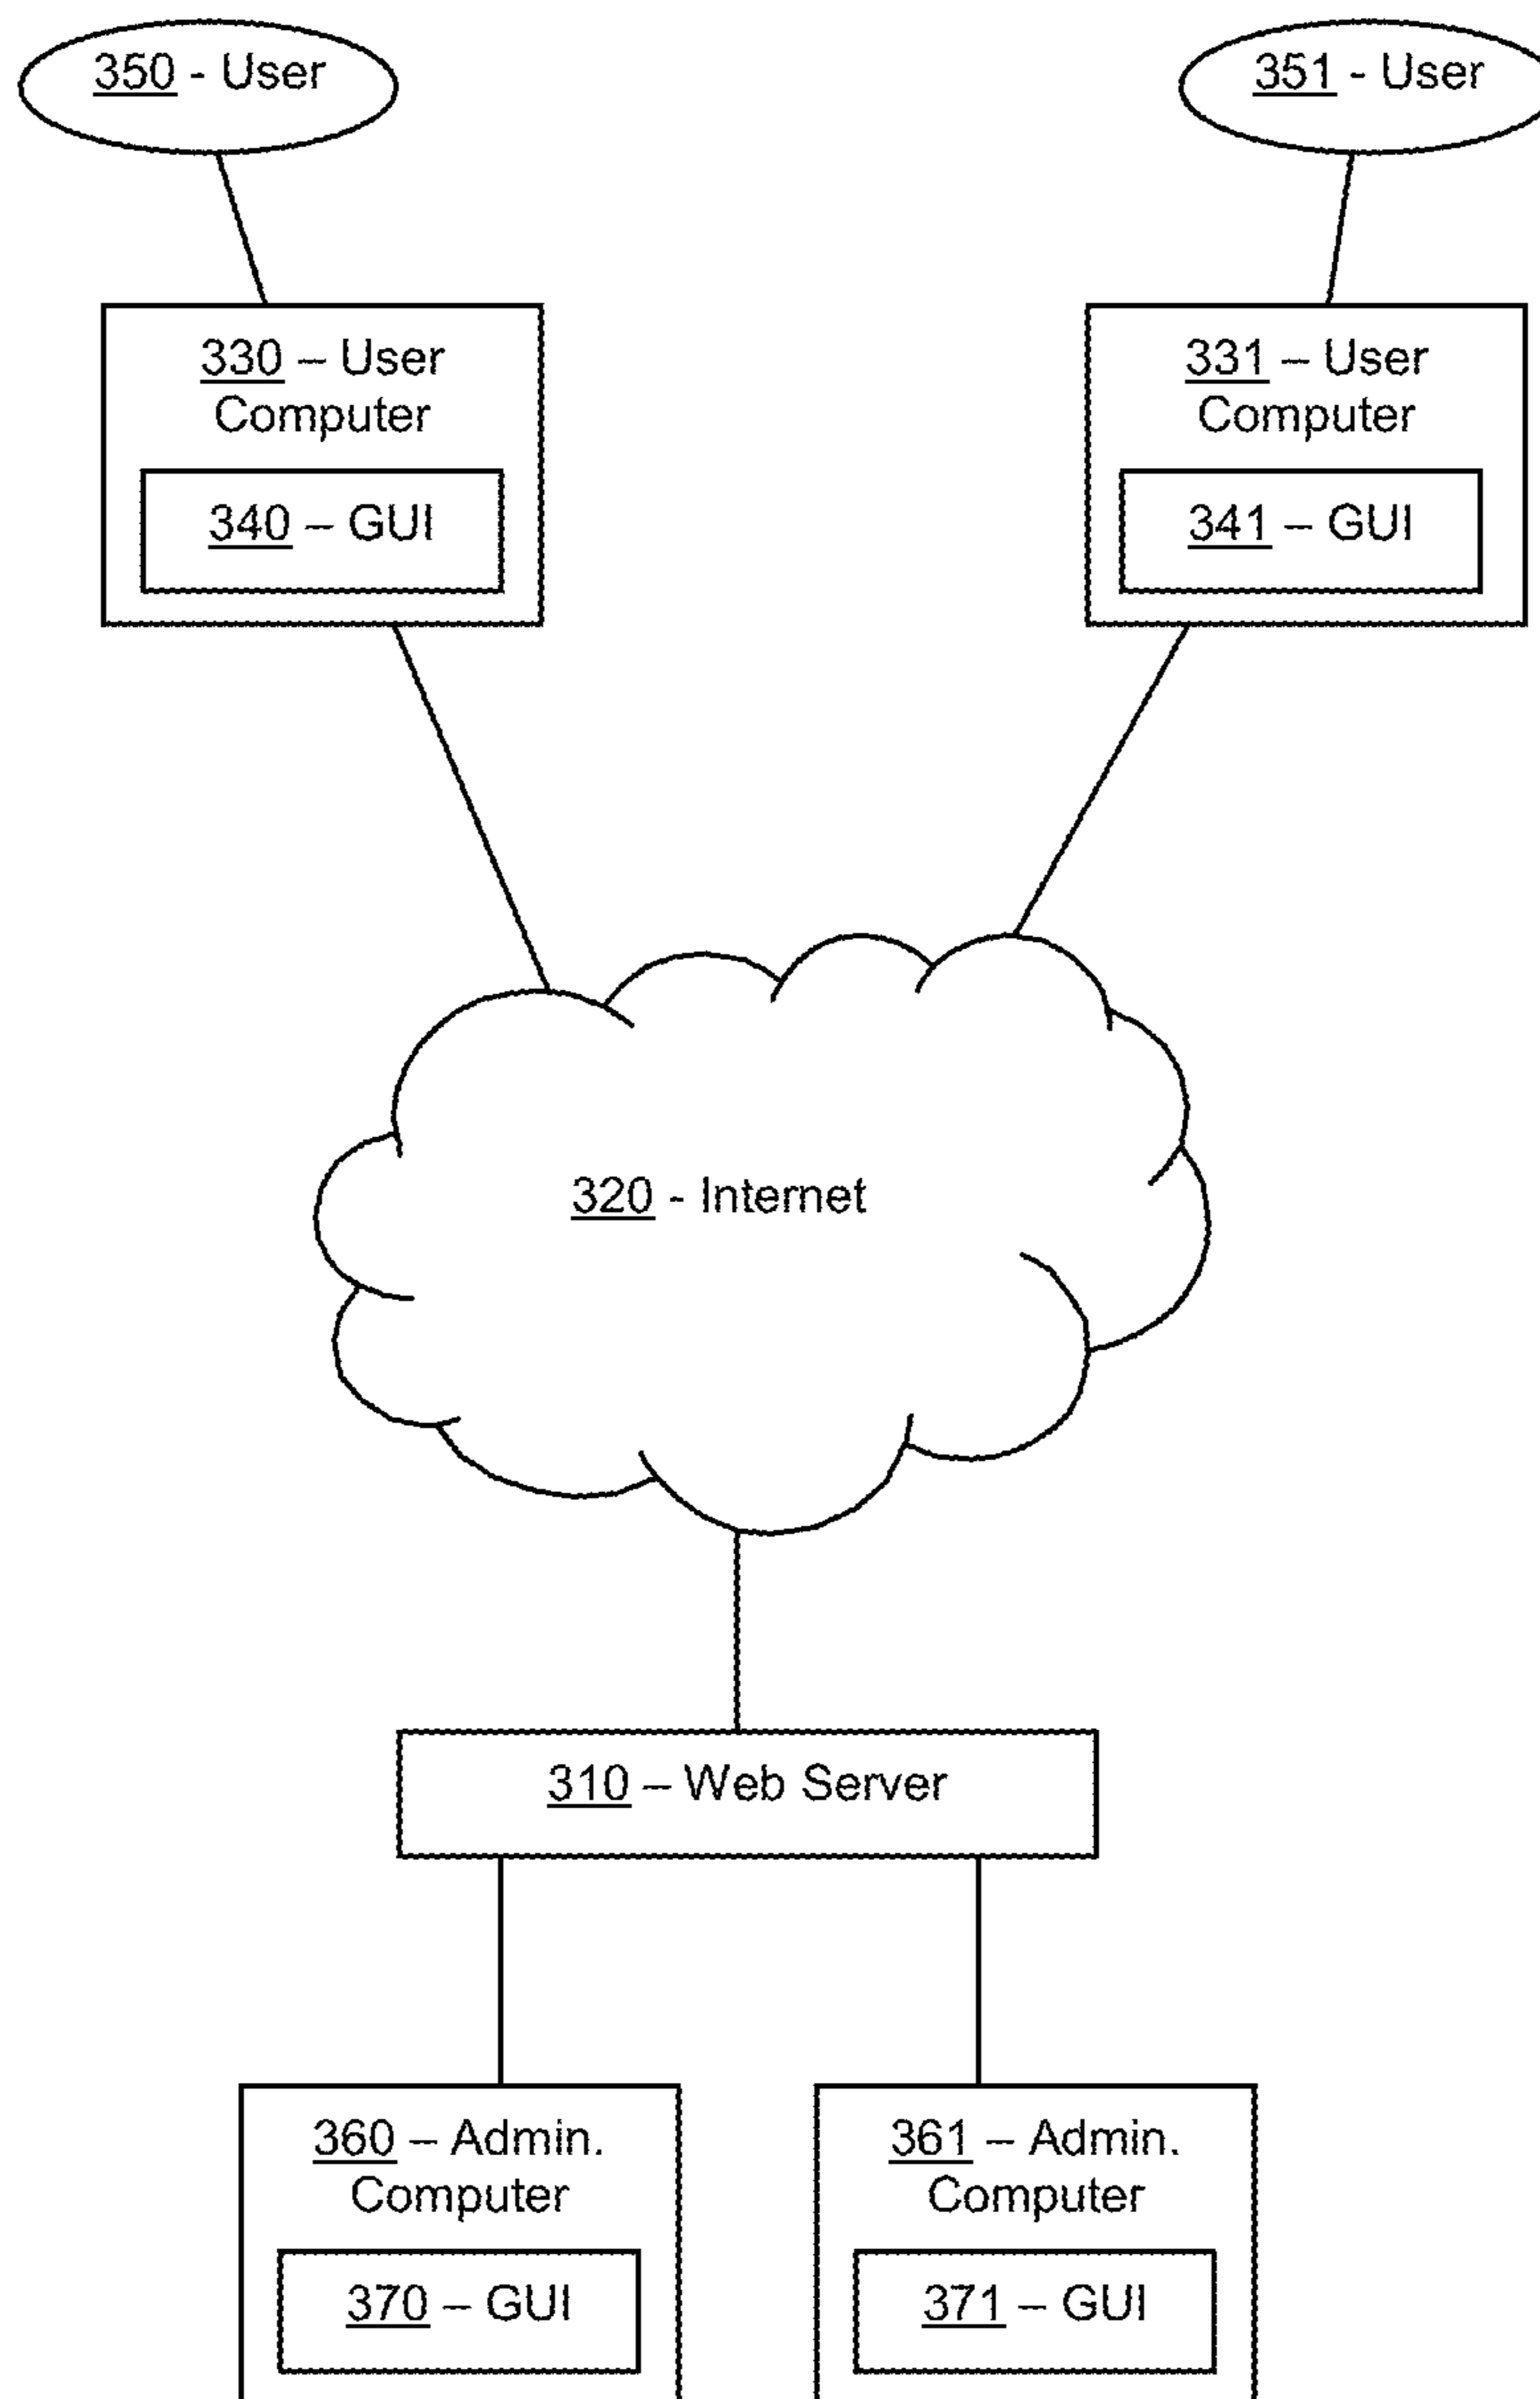 350 - User
351 - User
330 – User
Computer
340 – GUI
331 – User
Computer
341 – GUI
320 - Internet
310 – Web Server
360 – Admin.
Computer
370 – GUI
361 – Admin.
Computer
371 – GUI